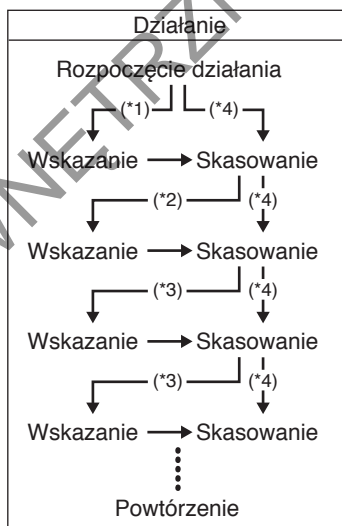 Działanie
Rozpoczęcie działania
(*1) (*4)
Wskazanie Skasowanie
(*2) (*4)
Wskazanie Skasowanie
(*3) (*4)
Wskazanie Skasowanie
(*3) (*4)
Wskazanie Skasowanie
Powtórzenie